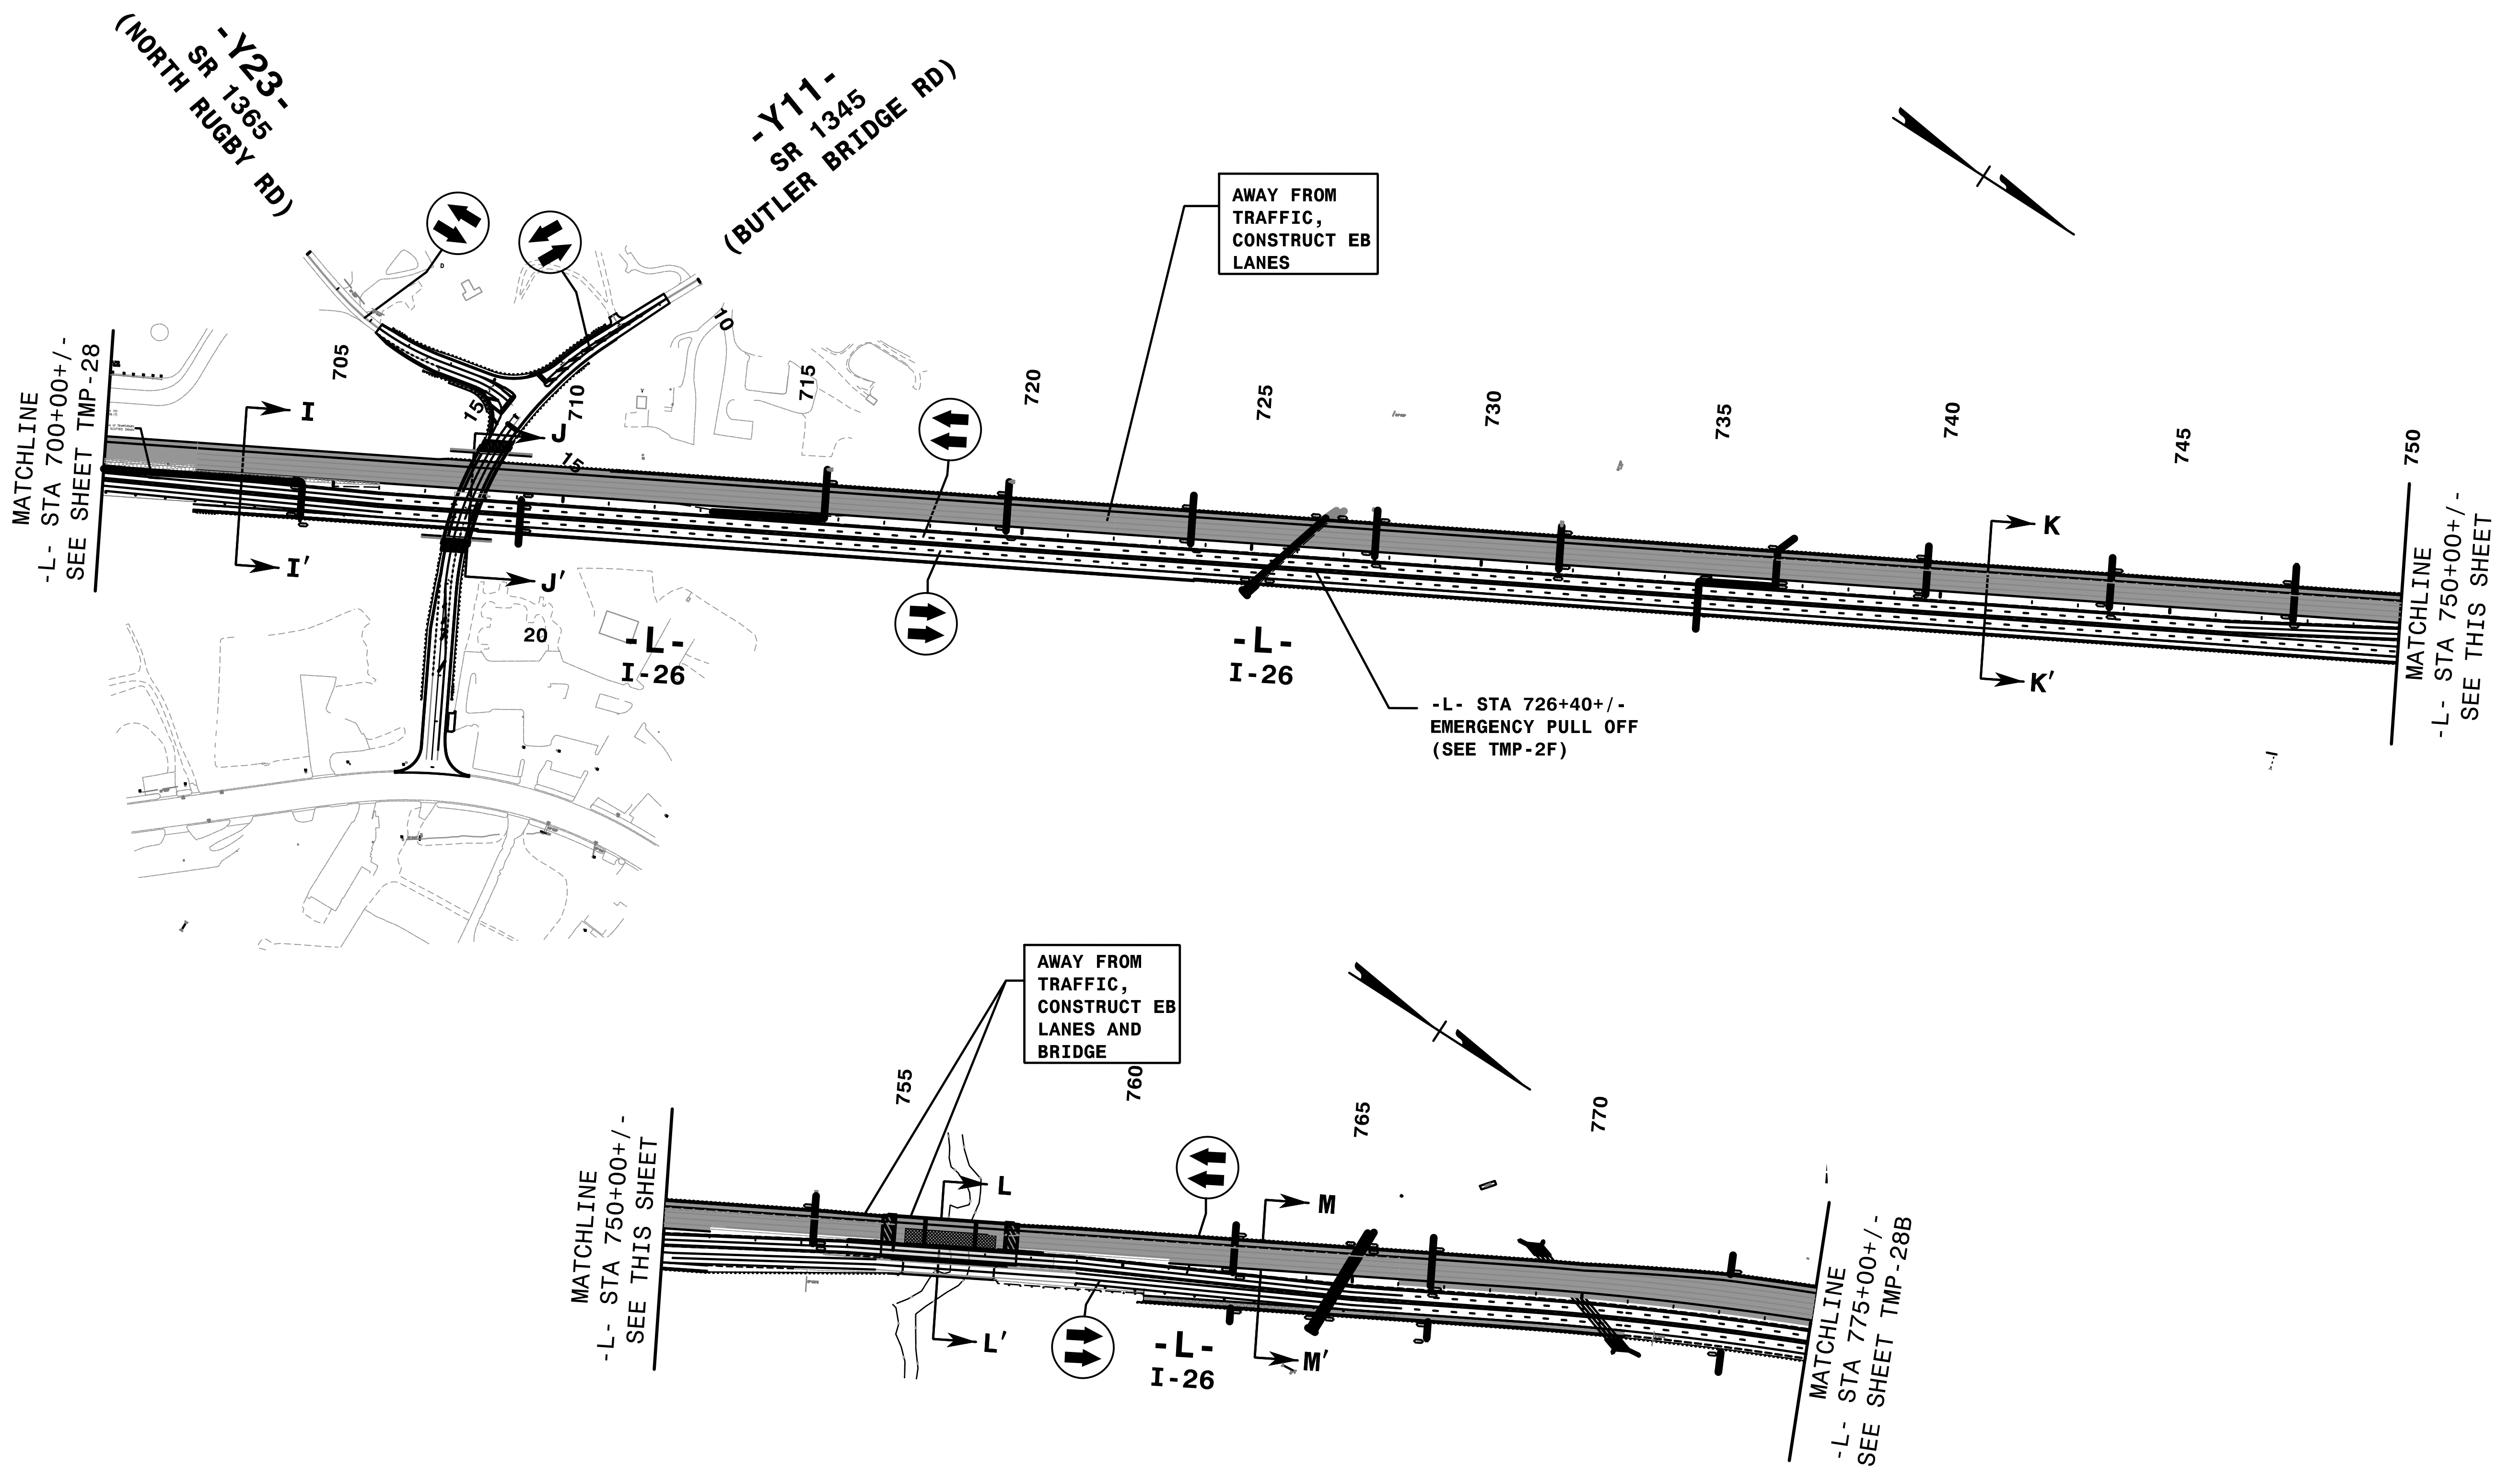 -Y23-
SR 1365
(NORTH RUGBY RD)
-Y11-
SR 1345
(BUTLER BRIDGE RD)
AWAY FROM
TRAFFIC,
CONSTRUCT EB
LANES
MATCHLINE
-L- STA 700+00+/-
SEE SHEET TMP-28
705
710
715
720
725
730
735
740
745
750
10
15
15
20
I
I'
J
J'
K
K'
-L-
I-26
-L-
I-26
-L- STA 726+40+/-
EMERGENCY PULL OFF
(SEE TMP-2F)
MATCHLINE
-L- STA 750+00+/-
SEE THIS SHEET
AWAY FROM
TRAFFIC,
CONSTRUCT EB
LANES AND
BRIDGE
MATCHLINE
-L- STA 750+00+/-
SEE THIS SHEET
755
760
765
770
L
L'
M
M'
-L-
I-26
MATCHLINE
-L- STA 775+00+/-
SEE SHEET TMP-28B